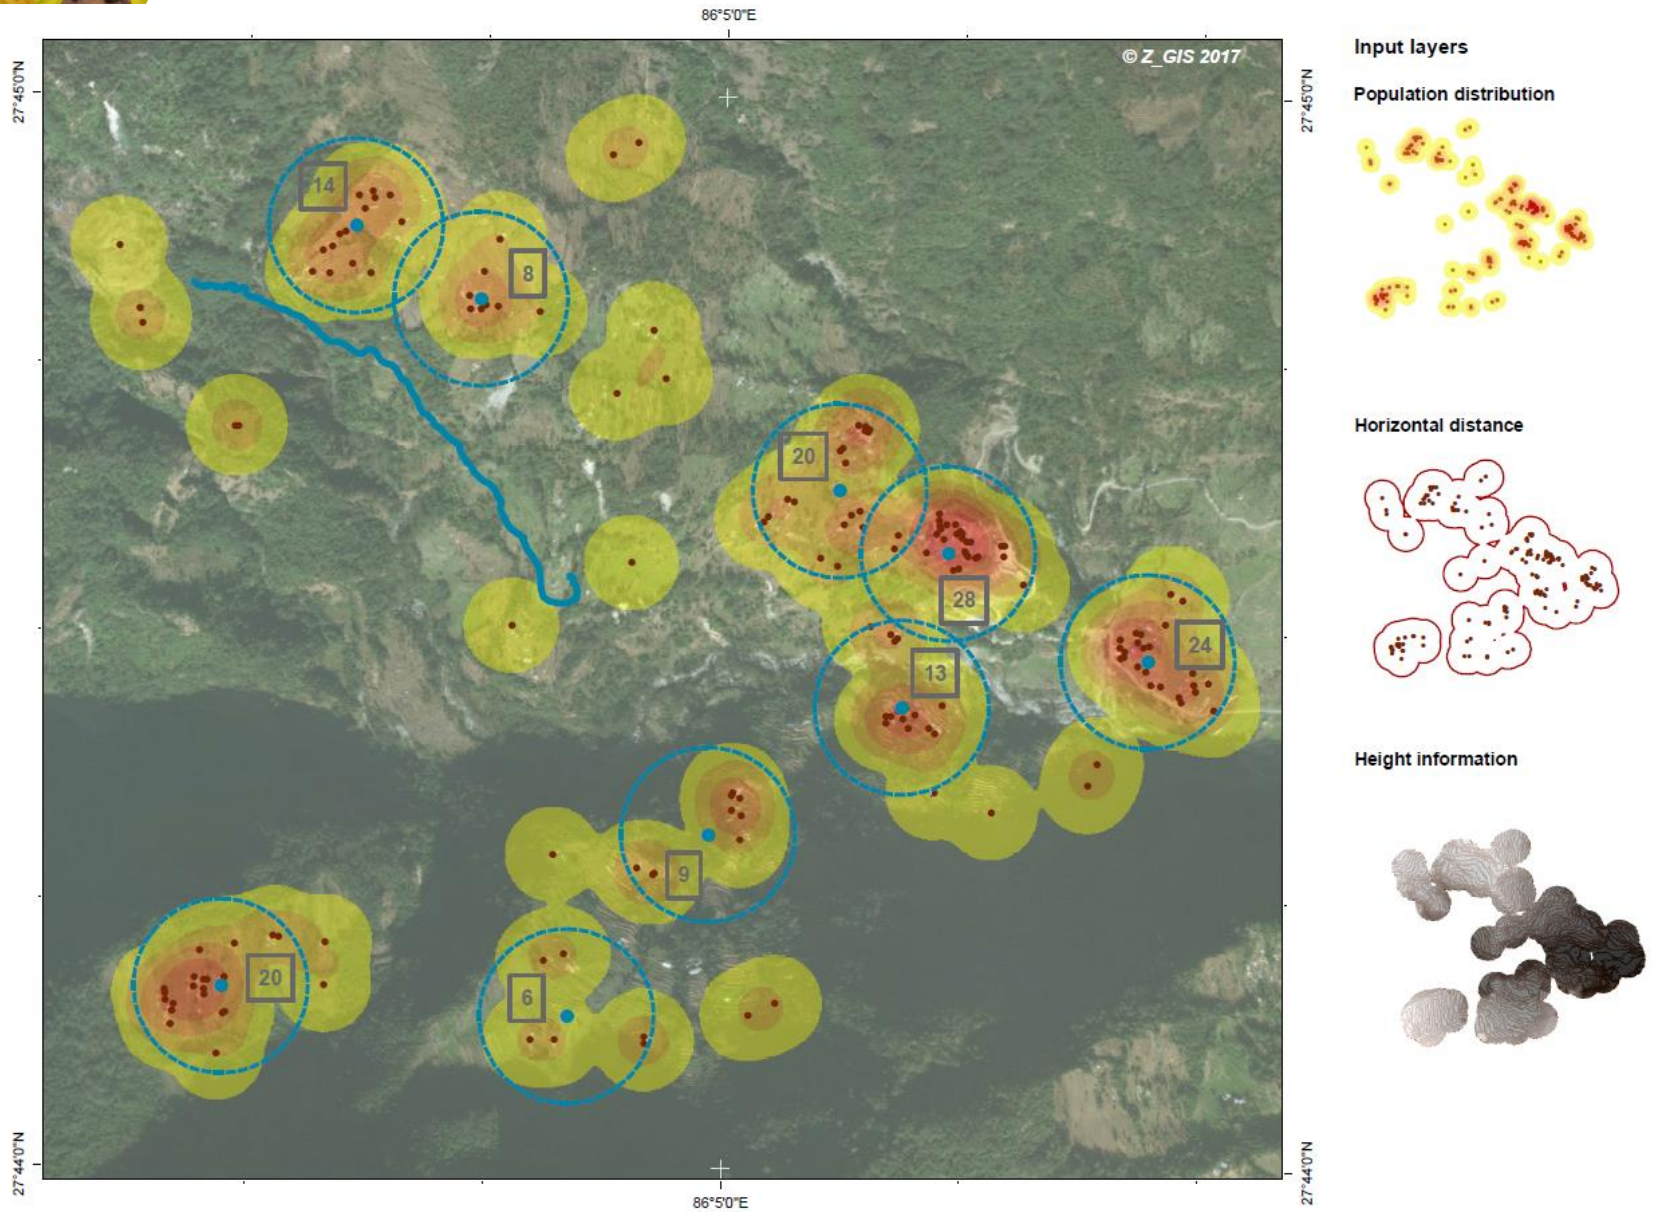 86°5'0"E
© Z_GIS 2017
27°45'0"N
27°45'0"N
14
8
20
28
24
13
9
20
6
27°44'0"N
27°44'0"N
86°5'0"E
Input layers
Population distribution
Horizontal distance
Height information